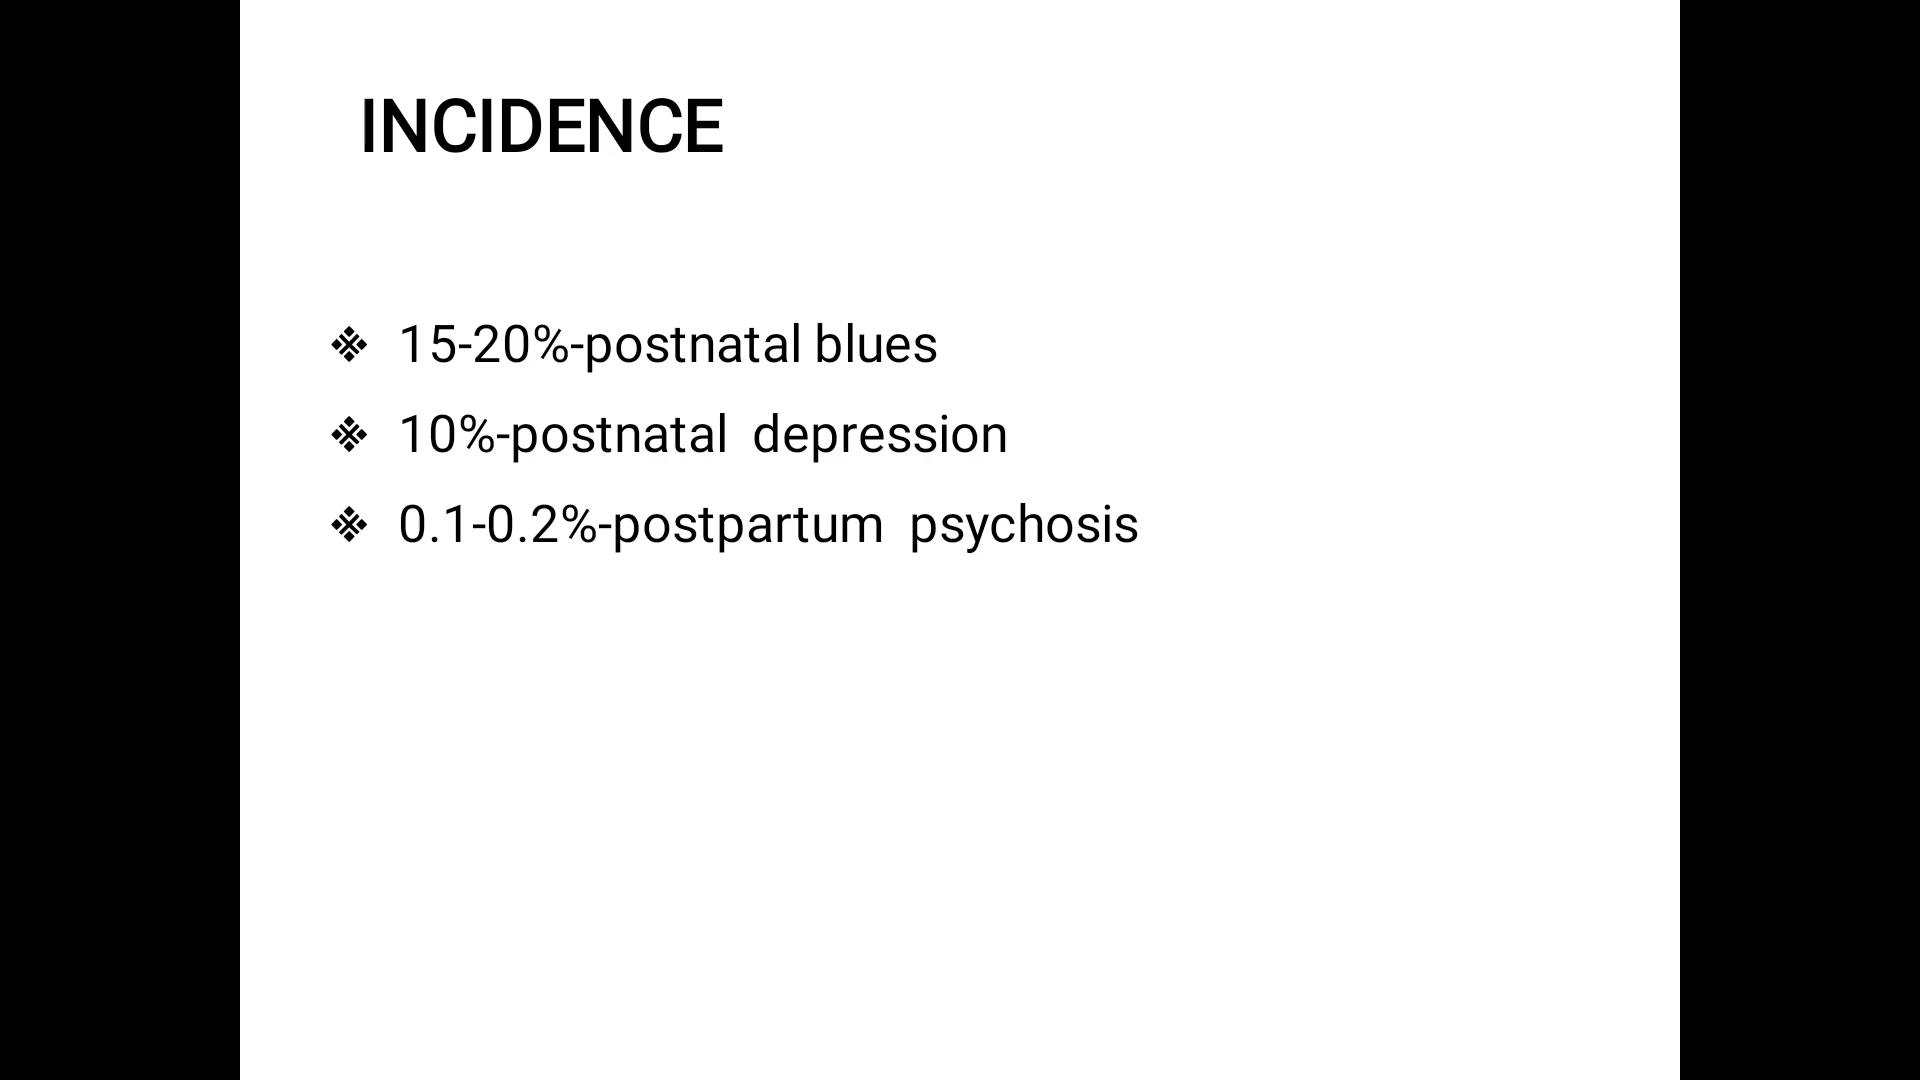 INCIDENCE
❖ 15-20%-postnatal blues
❖ 10%-postnatal  depression
❖ 0.1-0.2%-postpartum  psychosis